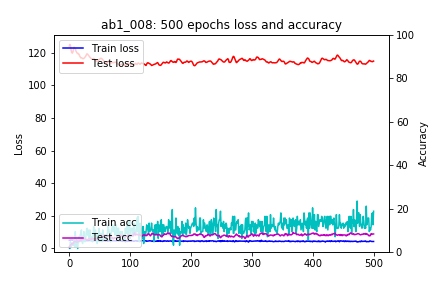 ab1_008: 500 epochs loss and accuracy
Train loss
Test loss
Train acc
Test acc
Loss
Accuracy
0
20
40
60
80
100
120
0
20
40
60
80
100
0
100
200
300
400
500